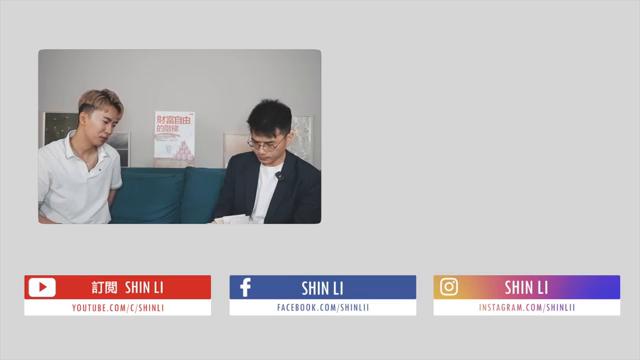 財富自由
的階梯
訂閱 SHIN LI
YOUTUBE.COM/C/SHINLI
SHIN LI
FACEBOOK.COM/SHINLII
SHIN LI
INSTAGRAM.COM/SHINLII